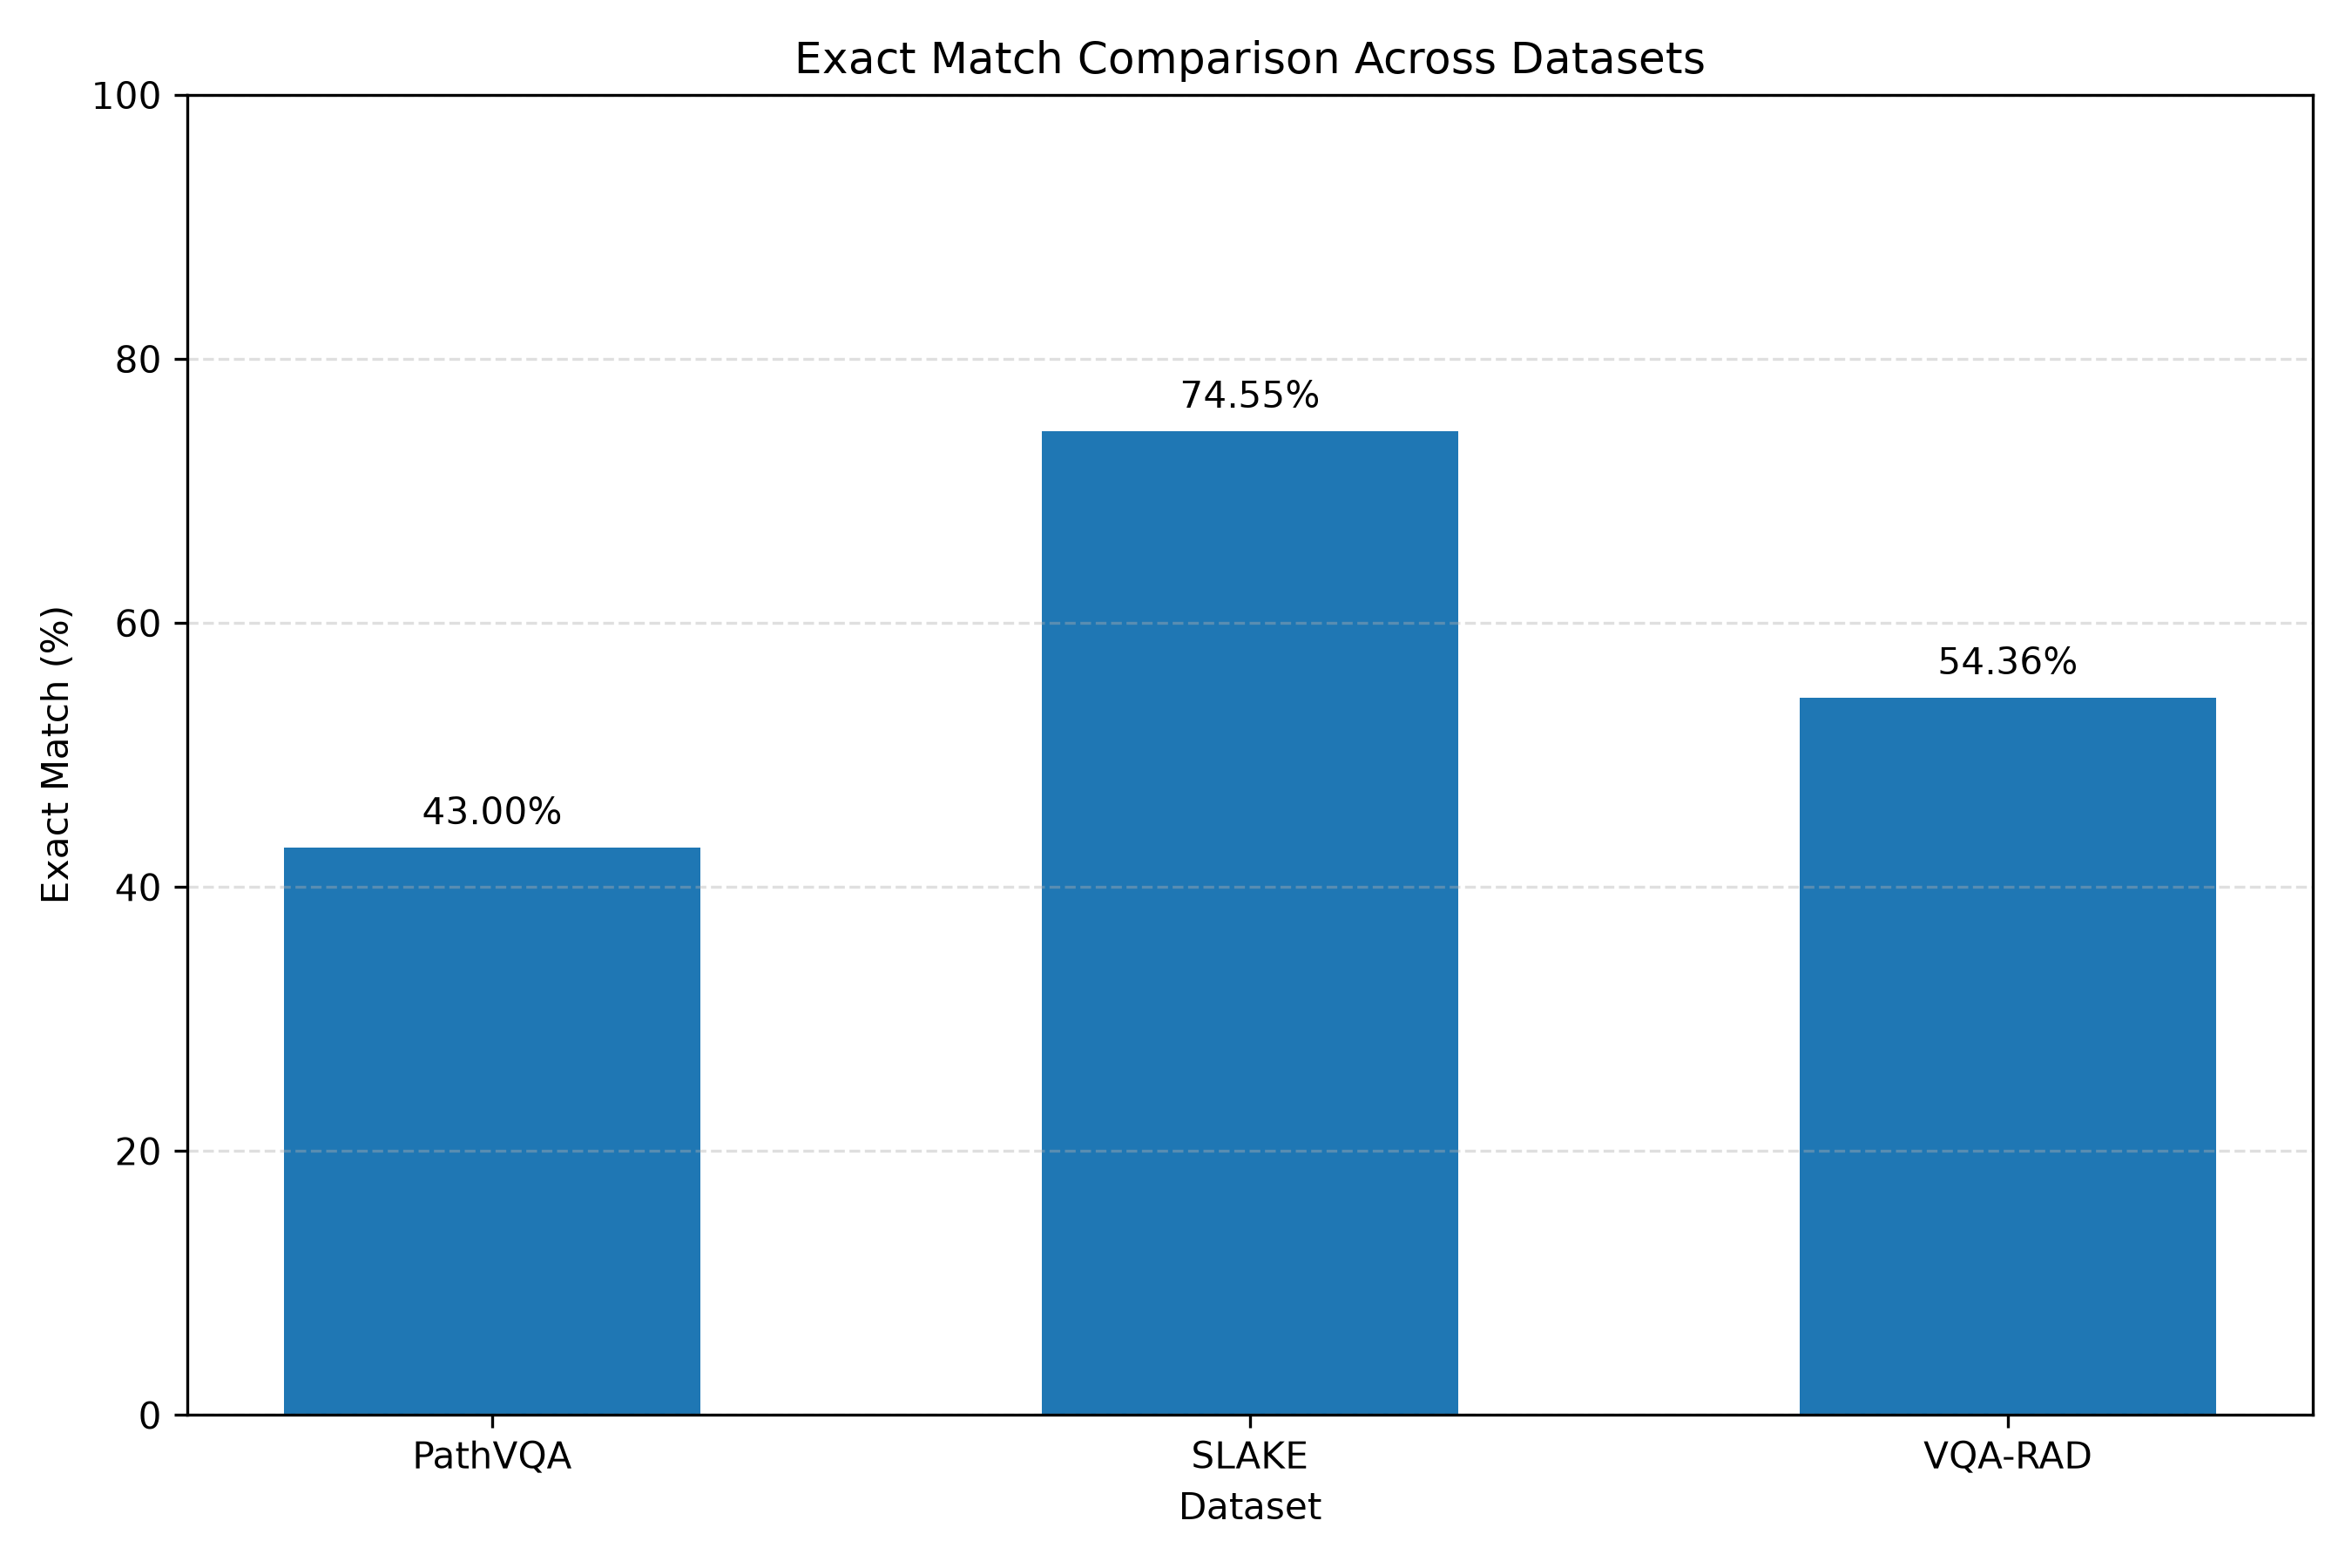 Exact Match Comparison Across Datasets
Exact Match (%)
100
80
60
40
20
0
43.00%
74.55%
54.36%
PathVQA
SLAKE
VQA-RAD
Dataset